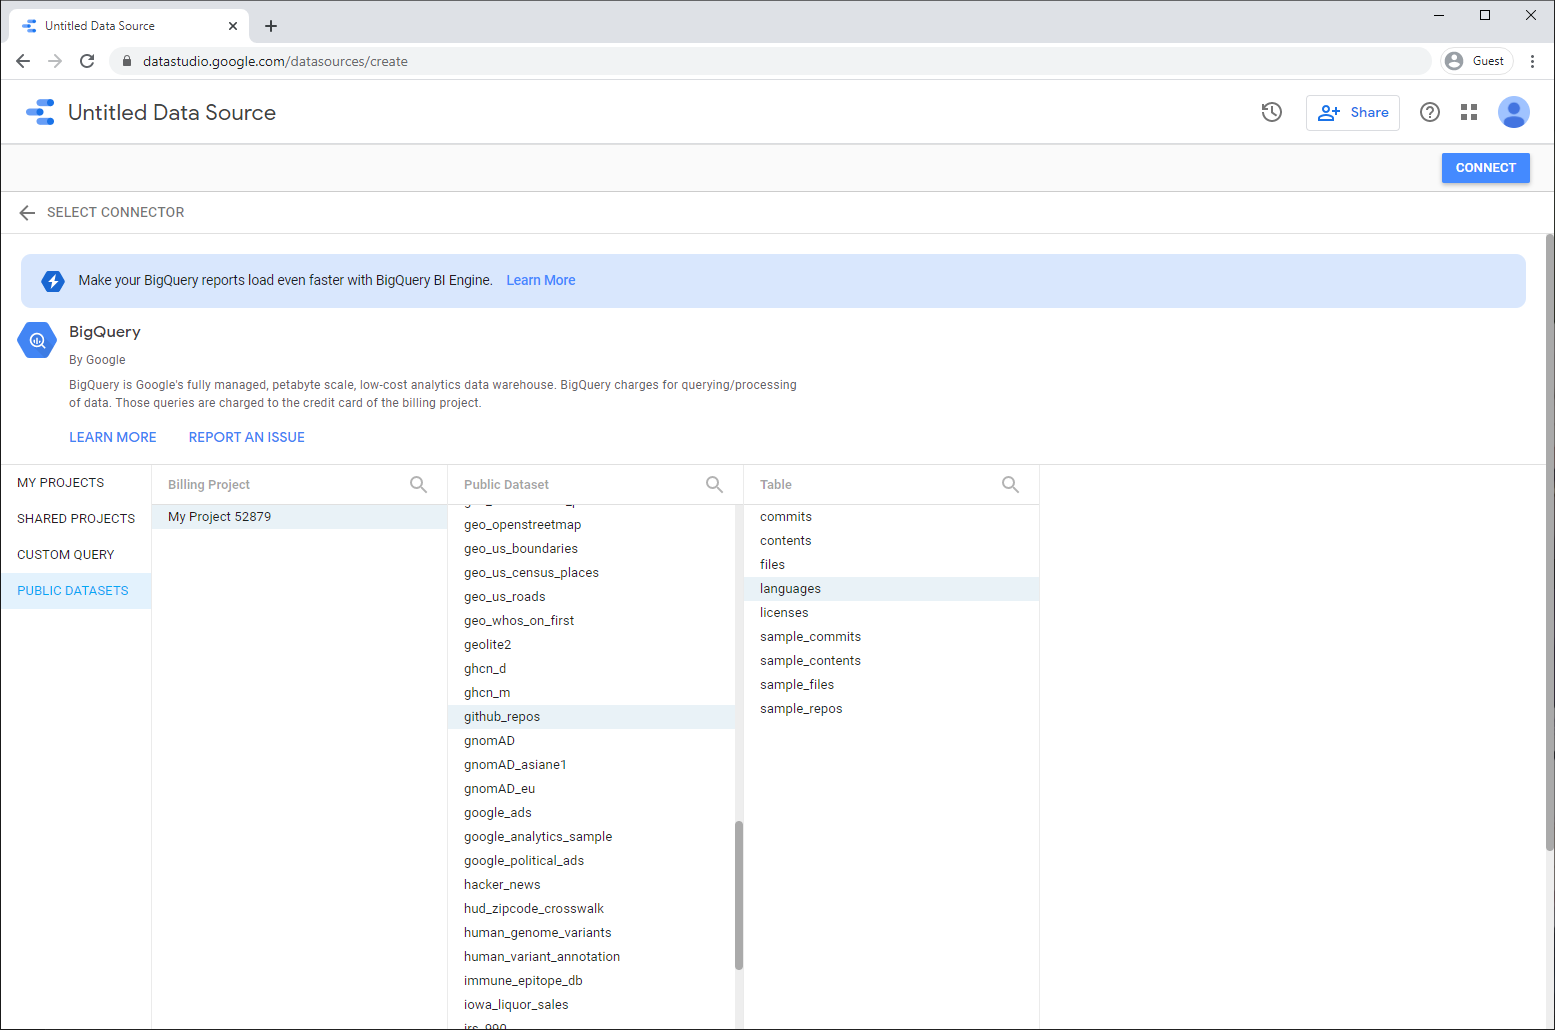 Untitled Data Source
datastudio.google.com/datasources/create
Guest
Untitled Data Source
Share
CONNECT
SELECT CONNECTOR
Make your BigQuery reports load even faster with BigQuery BI Engine. Learn More
BigQuery
By Google
BigQuery is Google's fully managed, petabyte scale, low-cost analytics data warehouse. BigQuery charges for querying/processing
of data. Those queries are charged to the credit card of the billing project.
LEARN MORE REPORT AN ISSUE
MY PROJECTS
SHARED PROJECTS
CUSTOM QUERY
PUBLIC DATASETS
Billing Project
My Project 52879
Public Dataset
geo_openstreetmap
geo_us_boundaries
geo_us_census_places
geo_us_roads
geo_whos_on_first
geolite2
ghcn_d
ghcn_m
github_repos
gnomAD
gnomAD_asiane1
gnomAD_eu
google_ads
google_analytics_sample
google_political_ads
hacker_news
hud_zipcode_crosswalk
human_genome_variants
human_variant_annotation
immune_epitope_db
iowa_liquor_sales
irs_990
Table
commits
contents
files
languages
licenses
sample_commits
sample_contents
sample_files
sample_repos